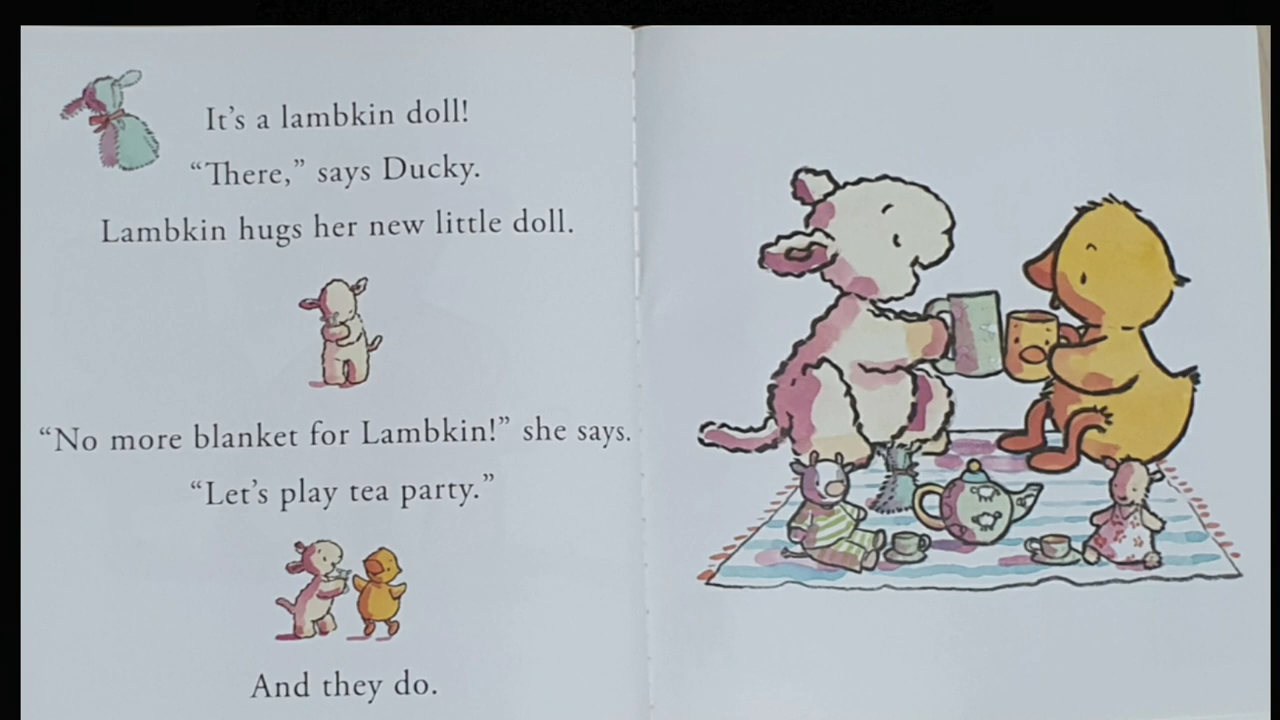 It's a lambkin doll!
“There,” says Ducky.
Lambkin hugs her new little doll.
“No more blanket for Lambkin!” she says.
“Let's play tea party.”
And they do.